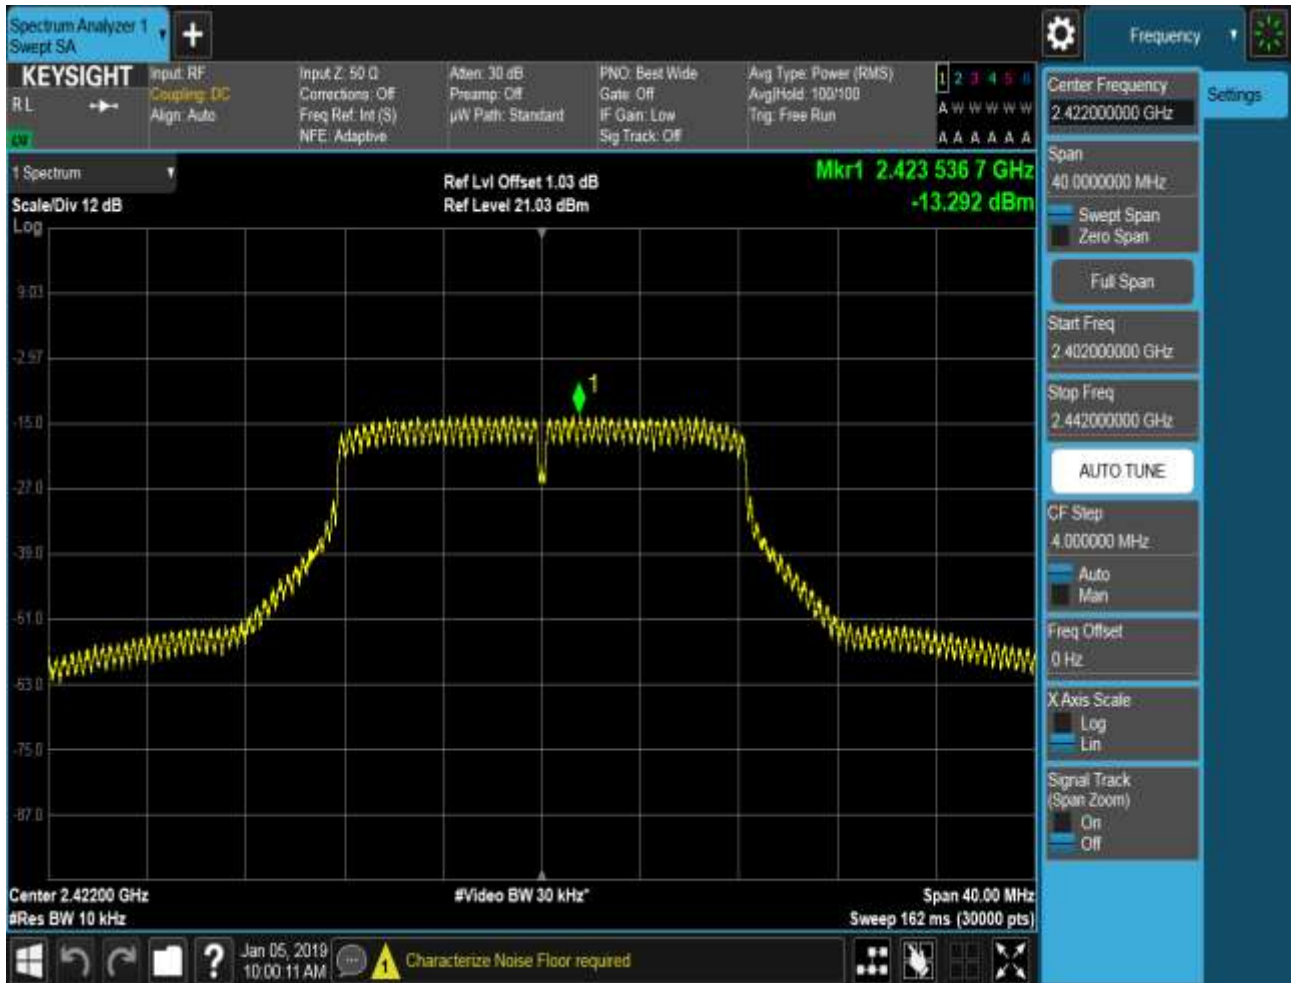 Spectrum Analyzer 1
Swept SA
Frequency
KEYSIGHT
RL
Input: RF
Coupling: DC
Align: Auto
Input Z: 50 Ω
Corrections: Off
Freq Ref: Int (S)
NFE: Adaptive
Atten: 30 dB
Preamp: Off
µW Path: Standard
PNO: Best Wide
Gate: Off
IF Gain: Low
Sig Track: Off
Avg Type: Power (RMS)
Avg|Hold: 100/100
Trig: Free Run
1 2 3 4 5 6
A W W W W W
A A A A A A
1 Spectrum
Scale/Div 12 dB
Log
Ref Lvl Offset 1.03 dB
Ref Level 21.03 dBm
Mkr1 2.423 536 7 GHz
-13.292 dBm
9.03
-2.97
-15.0
-27.0
-39.0
-51.0
-63.0
-75.0
-87.0
1
Center 2.42200 GHz
#Res BW 10 kHz
#Video BW 30 kHz*
Span 40.00 MHz
Sweep 162 ms (30000 pts)
Center Frequency
2.422000000 GHz
Settings
Span
40.0000000 MHz
Swept Span
Zero Span
Full Span
Start Freq
2.402000000 GHz
Stop Freq
2.442000000 GHz
AUTO TUNE
CF Step
4.000000 MHz
Auto
Man
Freq Offset
0 Hz
X Axis Scale
Log
Lin
Signal Track
(Span Zoom)
On
Off
?
Jan 05, 2019
10:00:11 AM
1
Characterize Noise Floor required